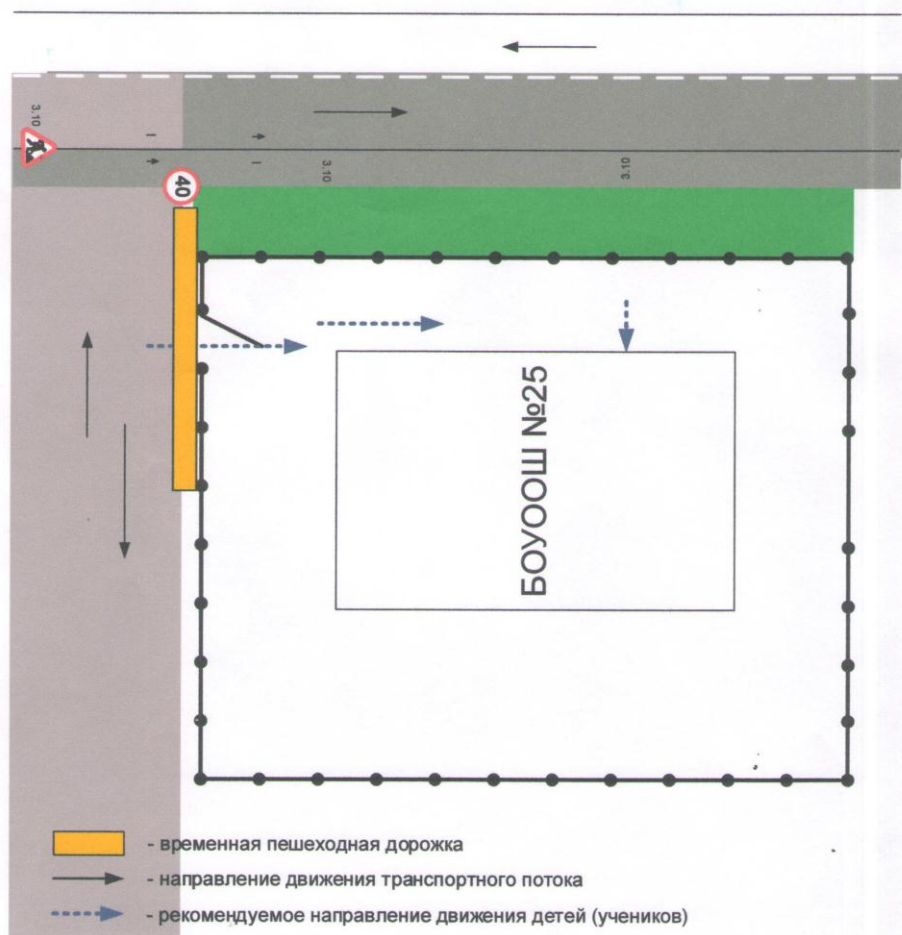 3.10
40
3.10
3.10
БОУООШ №25
- временная пешеходная дорожка
- направление движения транспортного потока
- рекомендуемое направление движения детей (учеников)